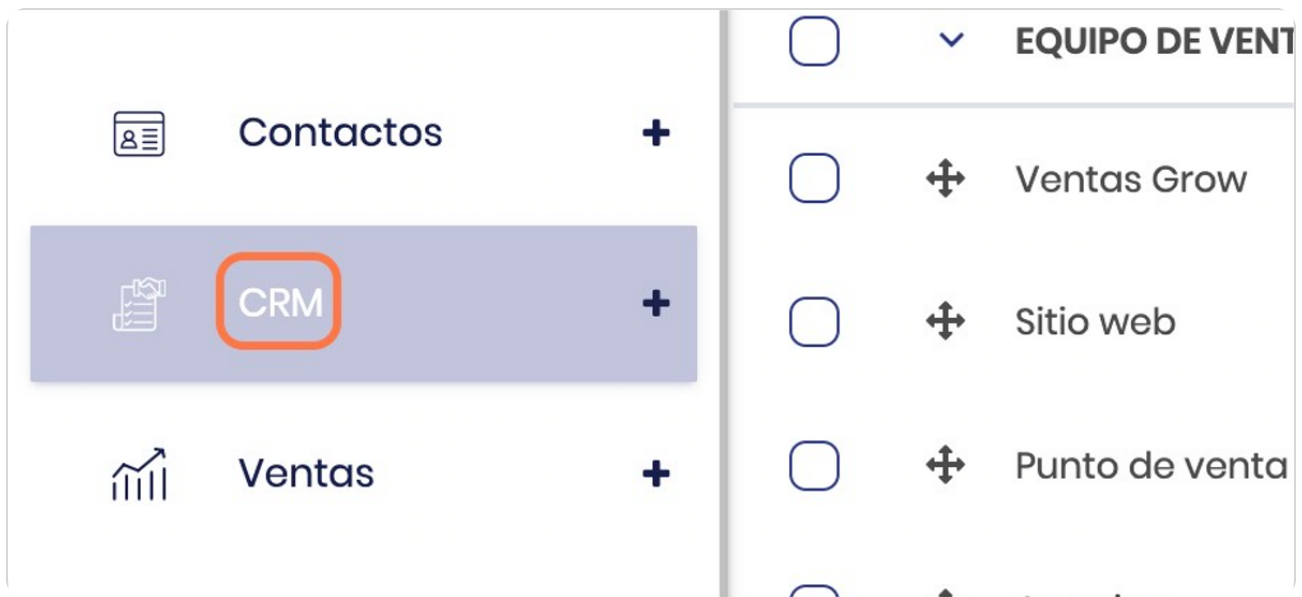 Contactos
CRM
Ventas
EQUIPO DE VENT
Ventas Grow
Sitio web
Punto de venta